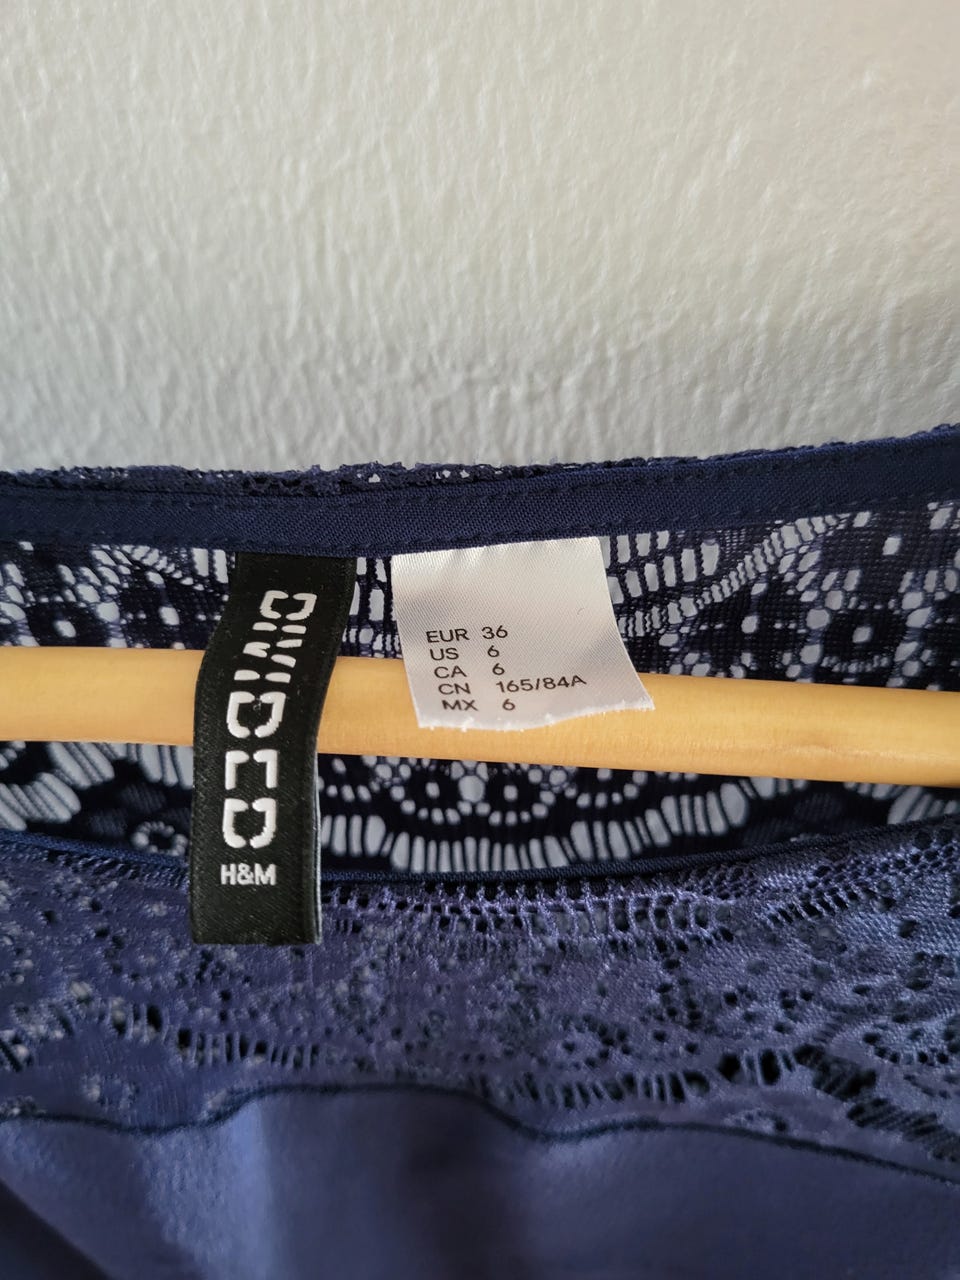 DIVIDED
H&M
EUR 36
US 6
CA 6
CN 165/84A
MX 6